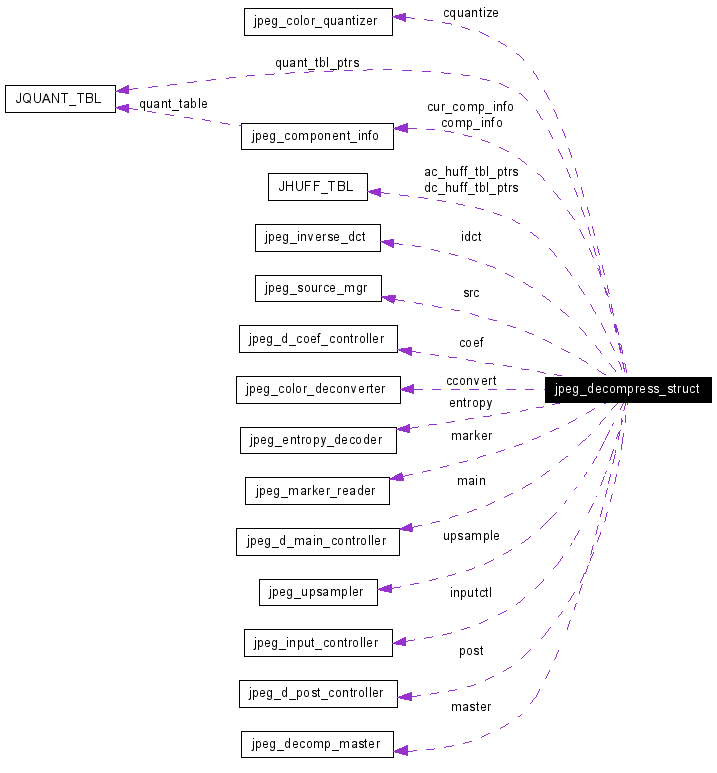 cquantize
jpeg_color_quantizer
quant_tbl_ptrs
JQUANT_TBL
quant_table
cur_comp_info
comp_info
jpeg_component_info
ac_huff_tbl_ptrs
dc_huff_tbl_ptrs
JHUFF_TBL
jpeg_inverse_dct
idct
jpeg_source_mgr
src
jpeg_d_coef_controller
coef
jpeg_color_deconverter
cconvert
jpeg_decompress_struct
entropy
jpeg_entropy_decoder
marker
jpeg_marker_reader
main
jpeg_d_main_controller
upsample
jpeg_upsampler
inputctl
jpeg_input_controller
post
jpeg_d_post_controller
master
jpeg_decomp_master